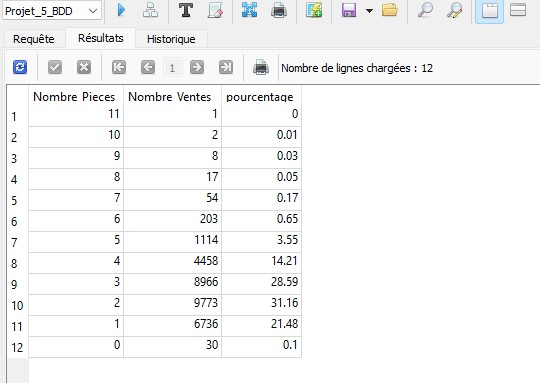 Projet_5_BDD
Requête Résultats Historique
1 Nombre de lignes chargées : 12
Nombre Pieces Nombre Ventes pourcentage
1 11 1 0
2 10 2 0.01
3 9 8 0.03
4 8 17 0.05
5 7 54 0.17
6 6 203 0.65
7 5 1114 3.55
8 4 4458 14.21
9 3 8966 28.59
10 2 9773 31.16
11 1 6736 21.48
12 0 30 0.1